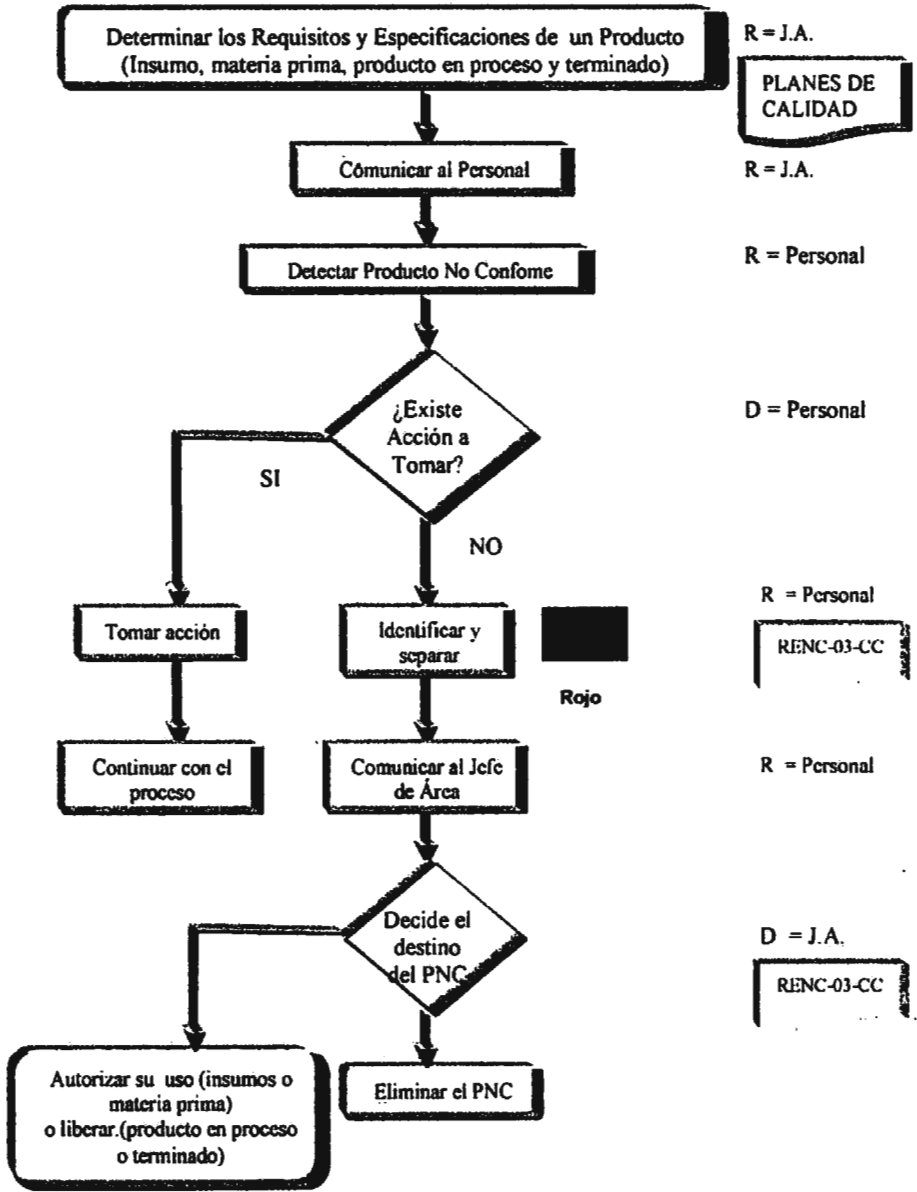 Determinar los Requisitos y Especificaciones de un Producto
(Insumo, materia prima, producto en proceso y terminado)
R = J.A.
PLANES DE
CALIDAD
Comunicar al Personal
R = J.A.
Detectar Producto No Confome
R = Personal
¿Existe
Acción a
Tomar?
D = Personal
SI
NO
Tomar acción
Identificar y
separar
Rojo
R = Personal
RENC-03-CC
Continuar con el
proceso
Comunicar al Jefe
de Área
R = Personal
Decide el
destino
del PNC
D = J.A.
RENC-03-CC
Autorizar su uso (insumos o
materia prima)
o liberar.(producto en proceso
o terminado)
Eliminar el PNC